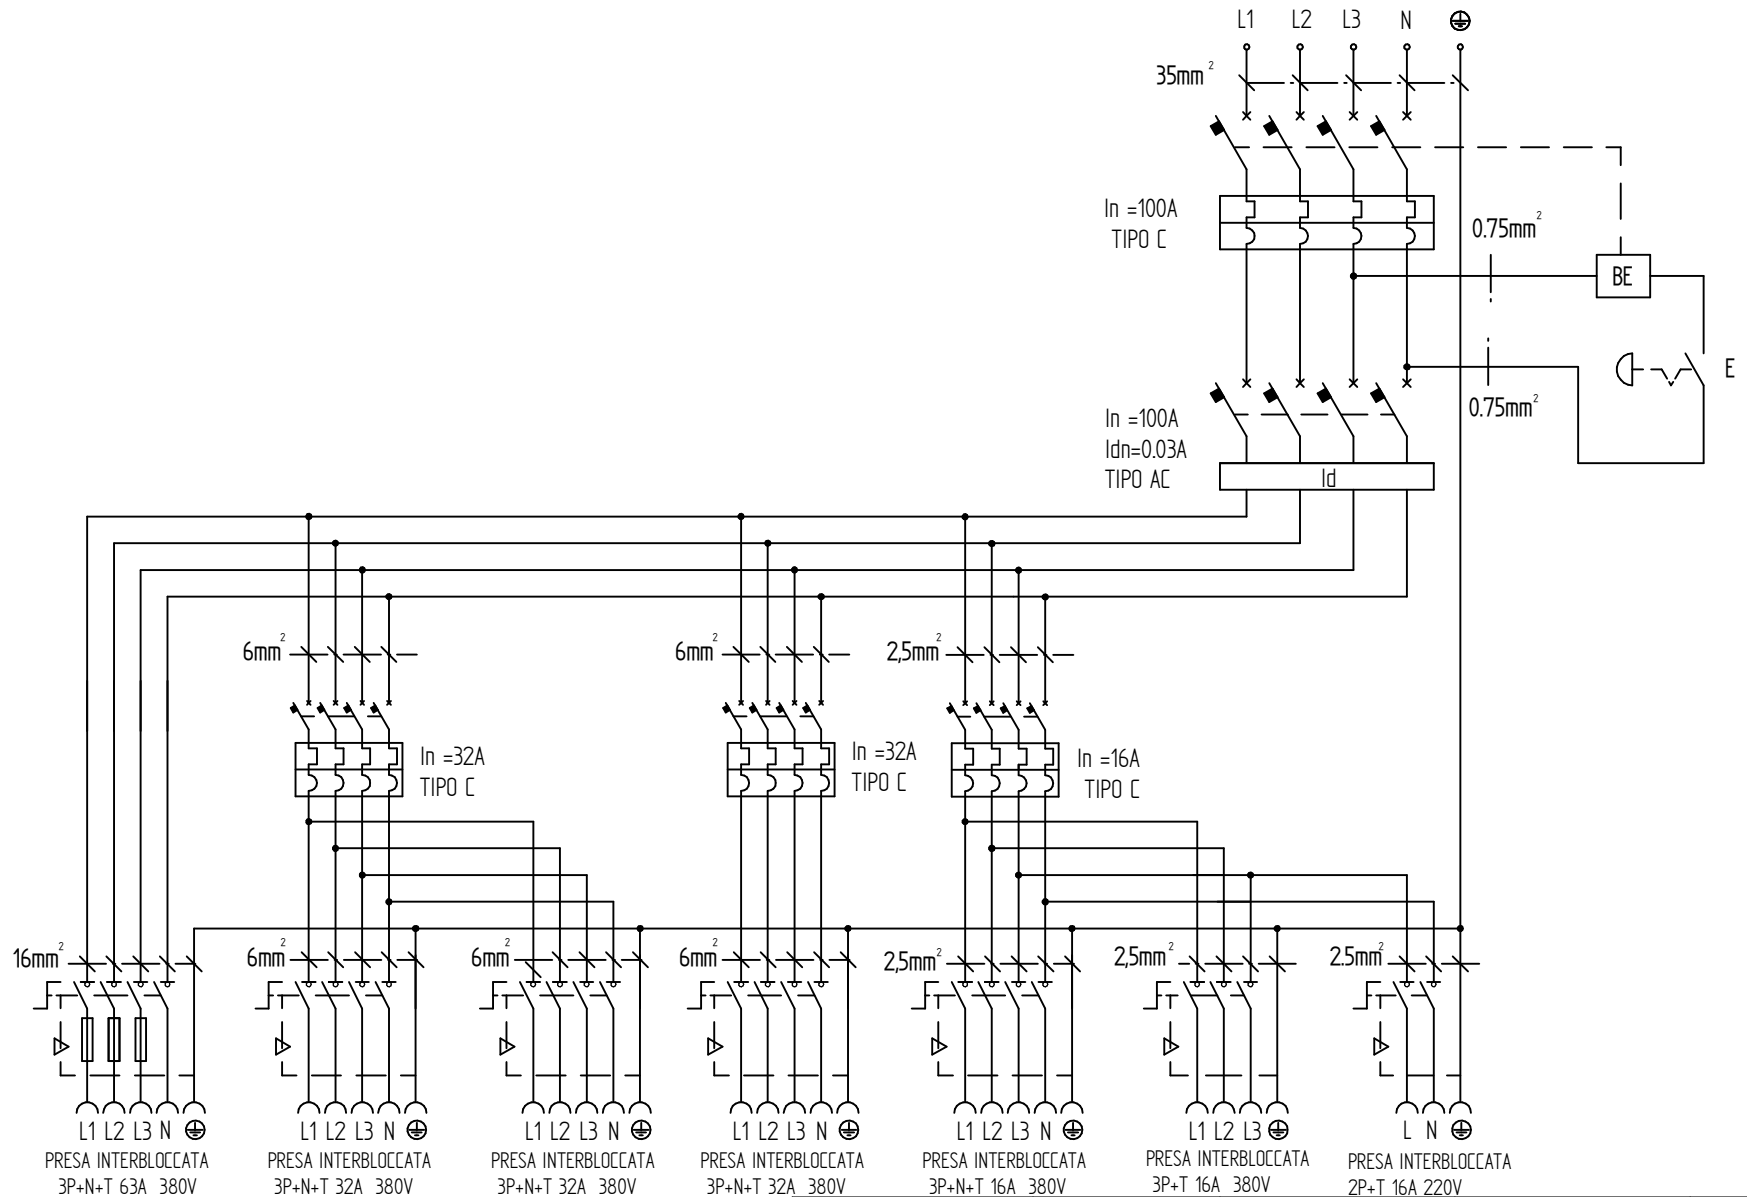 L1 L2 L3 N
35mm²
In =100A
TIPO C
0.75mm²
BE
E
0.75mm²
In =100A
Idn=0.03A
TIPO AC
Id
6mm² 6mm² 2,5mm²
In =32A
TIPO C
In =32A
TIPO C
In =16A
TIPO C
16mm² 6mm² 6mm² 6mm² 2,5mm² 2,5mm² 2.5mm²
L1 L2 L3 N
PRESA INTERBLOCCATA
3P+N+T 63A 380V
L1 L2 L3 N
PRESA INTERBLOCCATA
3P+N+T 32A 380V
L1 L2 L3 N
PRESA INTERBLOCCATA
3P+N+T 32A 380V
L1 L2 L3 N
PRESA INTERBLOCCATA
3P+N+T 32A 380V
L1 L2 L3 N
PRESA INTERBLOCCATA
3P+N+T 16A 380V
L1 L2 L3
PRESA INTERBLOCCATA
3P+T 16A 380V
L N
PRESA INTERBLOCCATA
2P+T 16A 220V